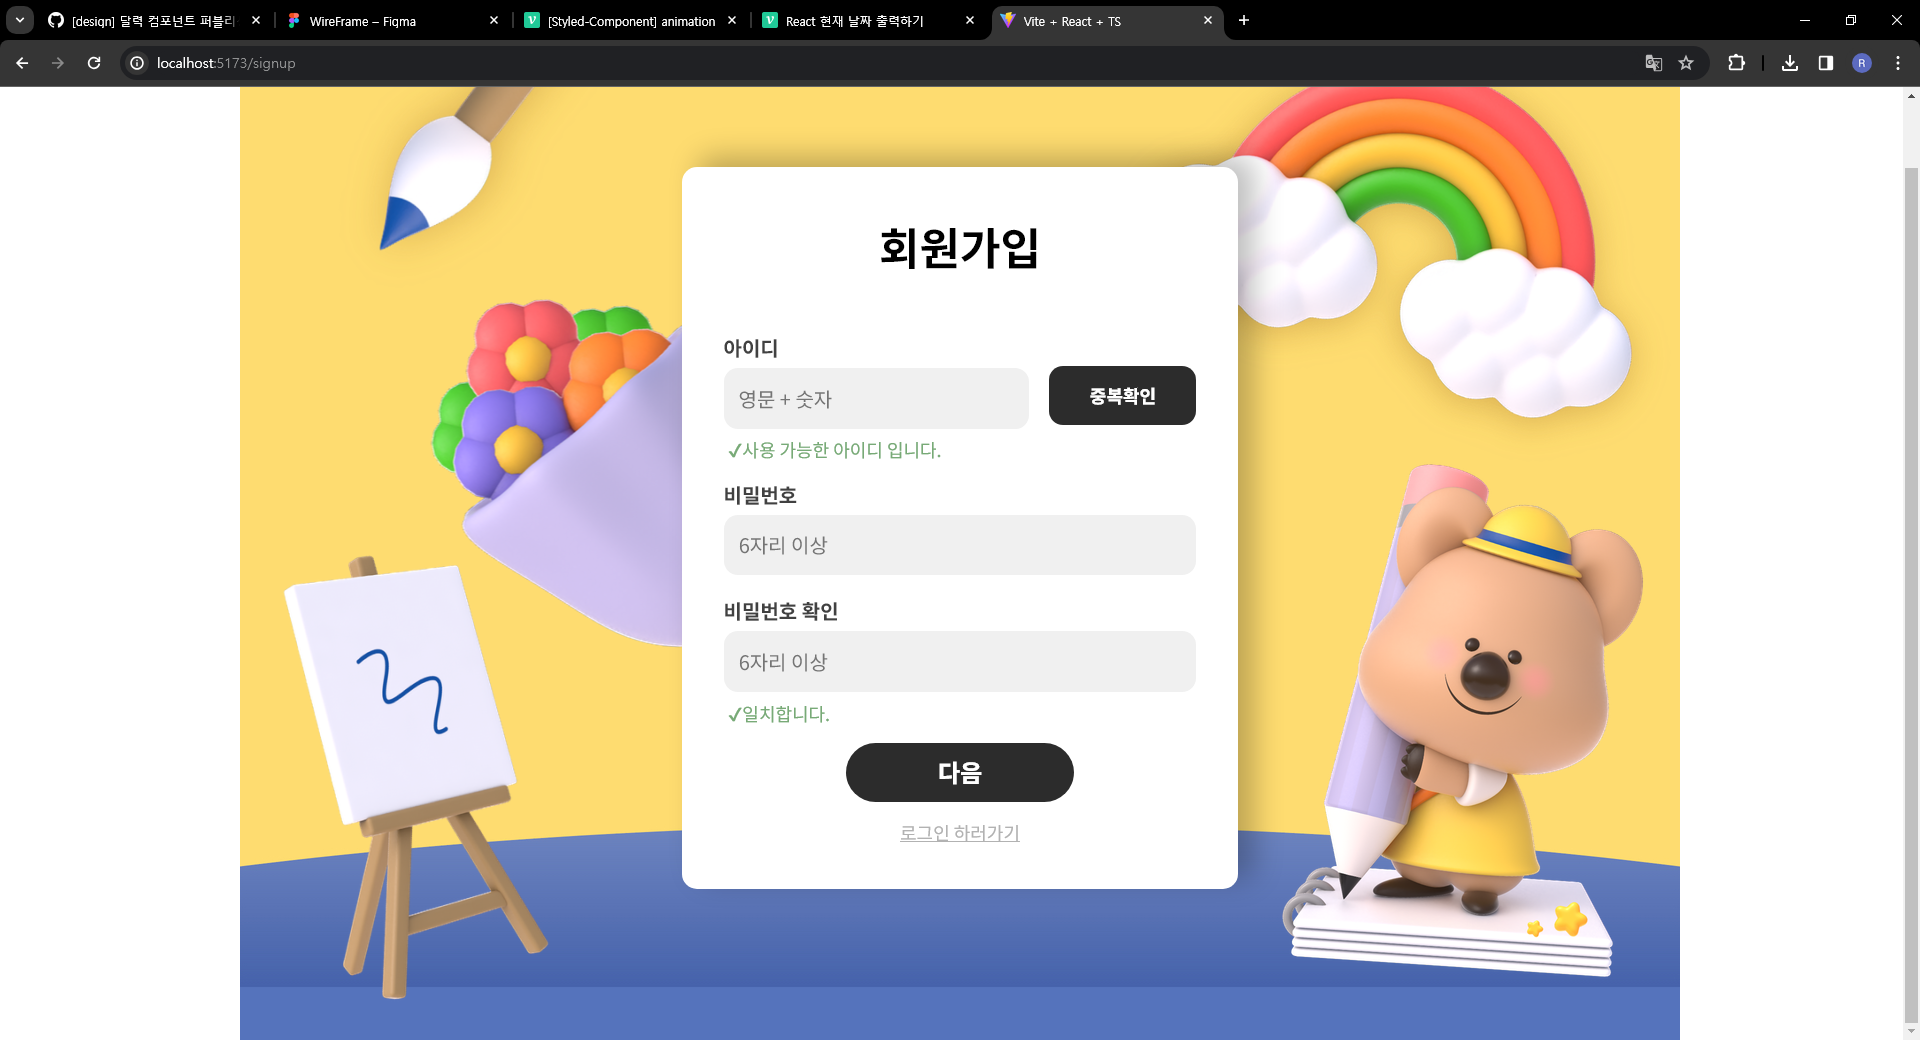 [design] 달력 컴포넌트 퍼블리
WireFrame – Figma
[Styled-Component] animation
React 현재 날짜 출력하기
Vite + React + TS
localhost:5173/signup
R
회원가입
아이디
영문 + 숫자
중복확인
✓사용 가능한 아이디 입니다.
비밀번호
6자리 이상
비밀번호 확인
6자리 이상
✓일치합니다.
다음
로그인 하러가기